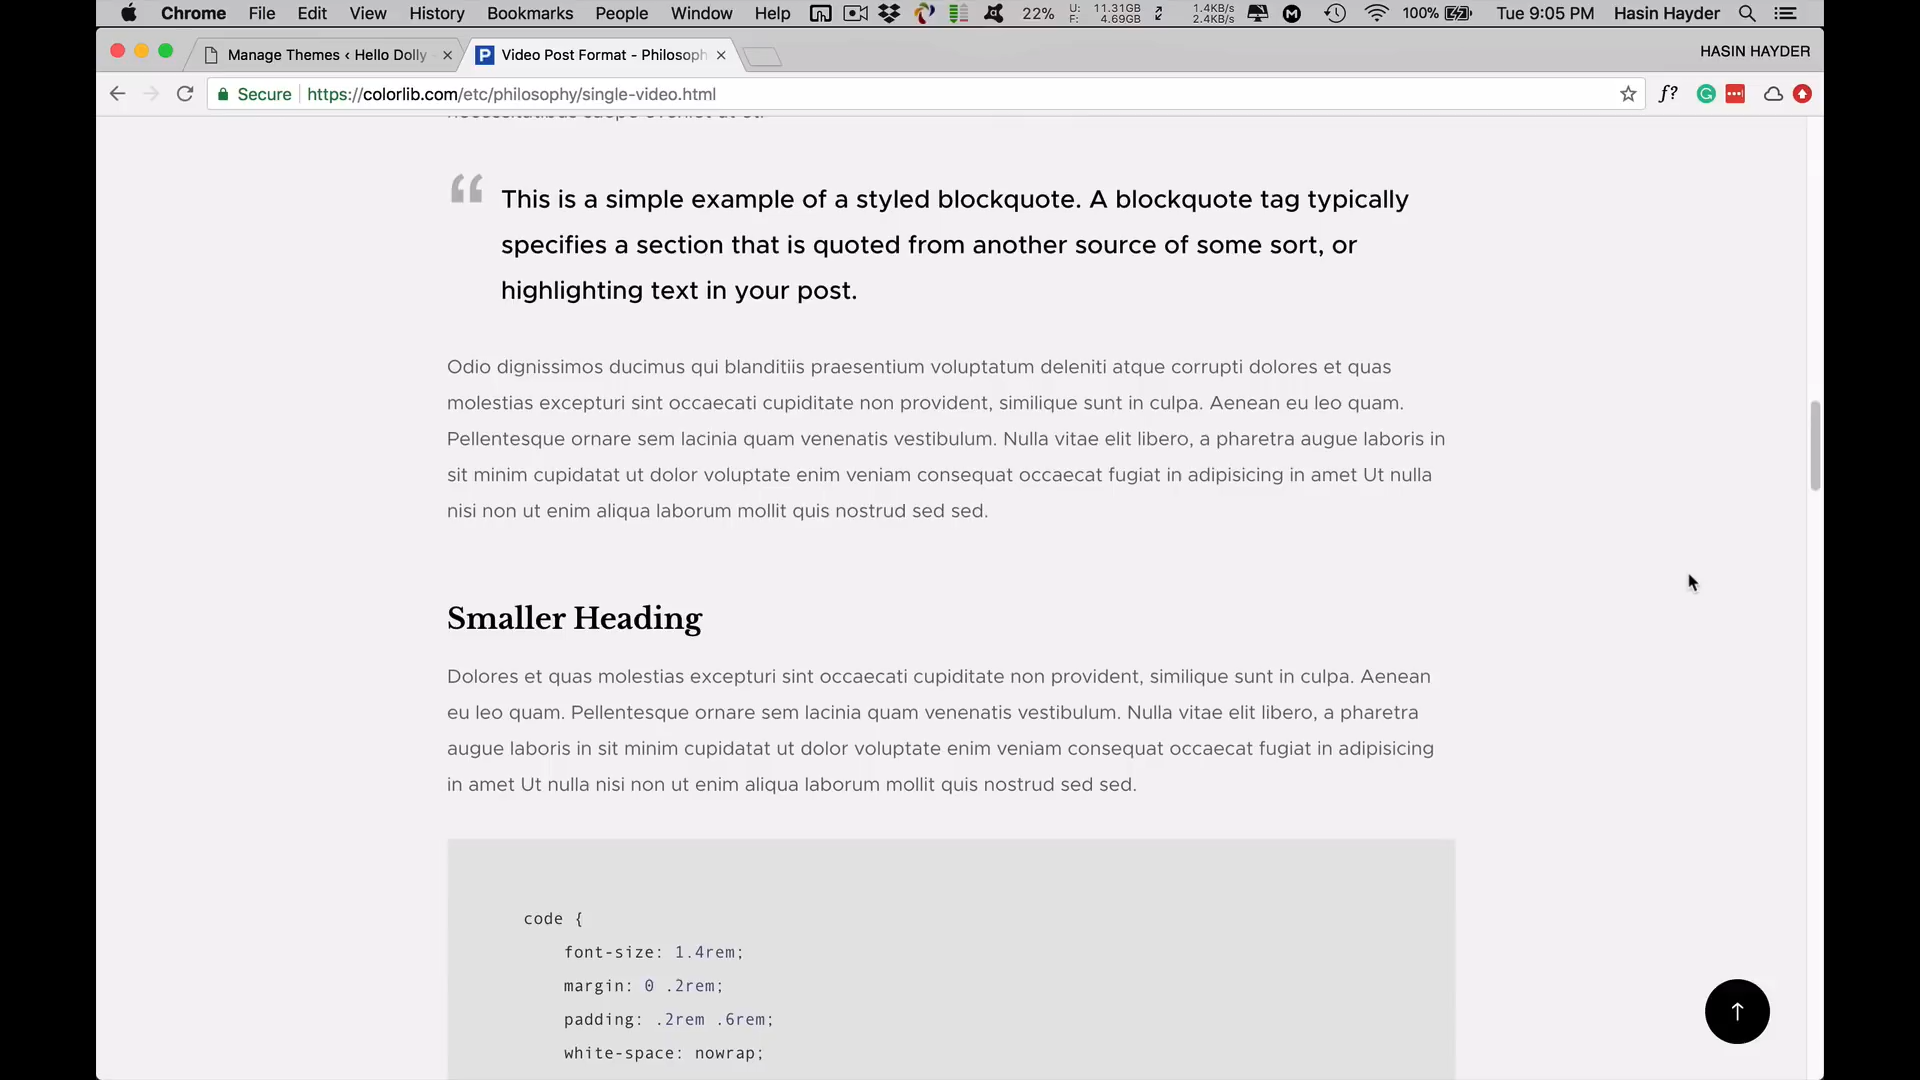 Chrome File Edit View History Bookmarks People Window Help 22% U: 11.31GB F: 4.69GB 1.4KB/s 2.4KB/s 100% Tue 9:05 PM Hasin Hayder
Manage Themes ‹ Hello Dolly Video Post Format - Philosoph HASIN HAYDER
Secure https://colorlib.com/etc/philosophy/single-video.html
“ This is a simple example of a styled blockquote. A blockquote tag typically
specifies a section that is quoted from another source of some sort, or
highlighting text in your post.
Odio dignissimos ducimus qui blanditiis praesentium voluptatum deleniti atque corrupti dolores et quas
molestias excepturi sint occaecati cupiditate non provident, similique sunt in culpa. Aenean eu leo quam.
Pellentesque ornare sem lacinia quam venenatis vestibulum. Nulla vitae elit libero, a pharetra augue laboris in
sit minim cupidatat ut dolor voluptate enim veniam consequat occaecat fugiat in adipisicing in amet Ut nulla
nisi non ut enim aliqua laborum mollit quis nostrud sed sed.
Smaller Heading
Dolores et quas molestias excepturi sint occaecati cupiditate non provident, similique sunt in culpa. Aenean
eu leo quam. Pellentesque ornare sem lacinia quam venenatis vestibulum. Nulla vitae elit libero, a pharetra
augue laboris in sit minim cupidatat ut dolor voluptate enim veniam consequat occaecat fugiat in adipisicing
in amet Ut nulla nisi non ut enim aliqua laborum mollit quis nostrud sed sed.
code {
font-size: 1.4rem;
margin: 0 .2rem;
padding: .2rem .6rem;
white-space: nowrap;